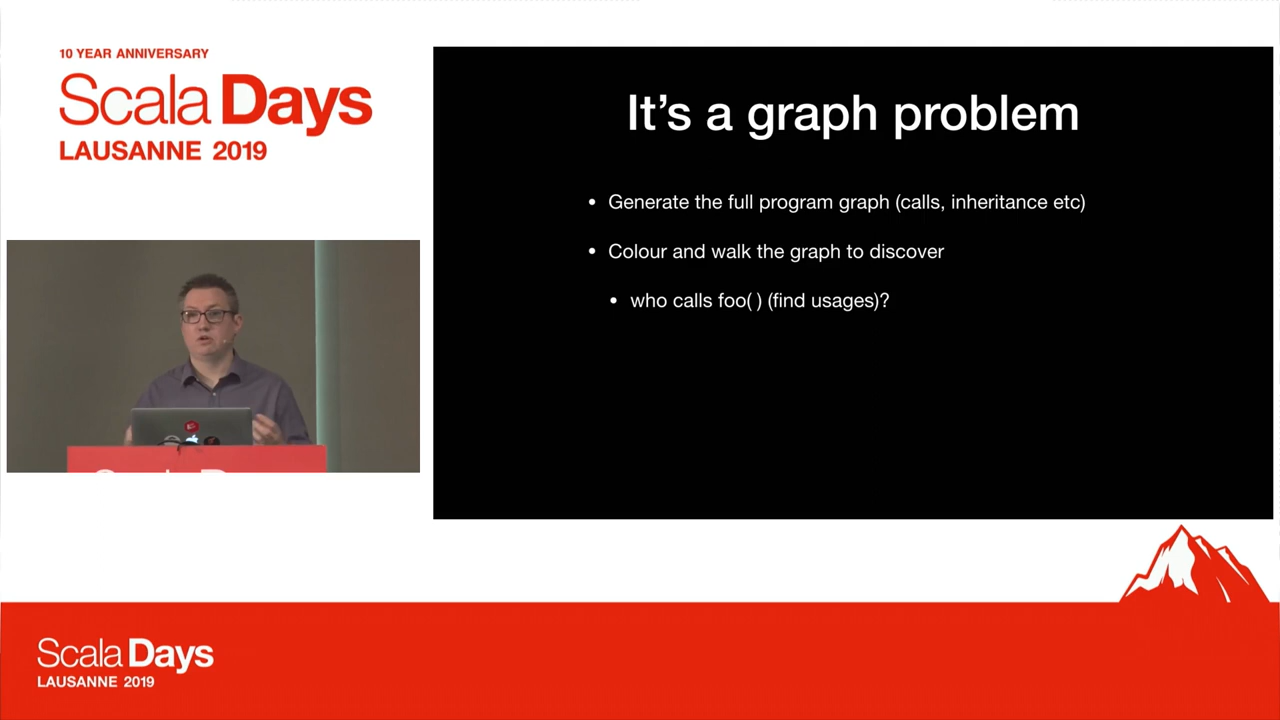 10 YEAR ANNIVERSARY
Scala Days
LAUSANNE 2019
It's a graph problem
• Generate the full program graph (calls, inheritance etc)
• Colour and walk the graph to discover
• who calls foo( ) (find usages)?
Scala Days
LAUSANNE 2019